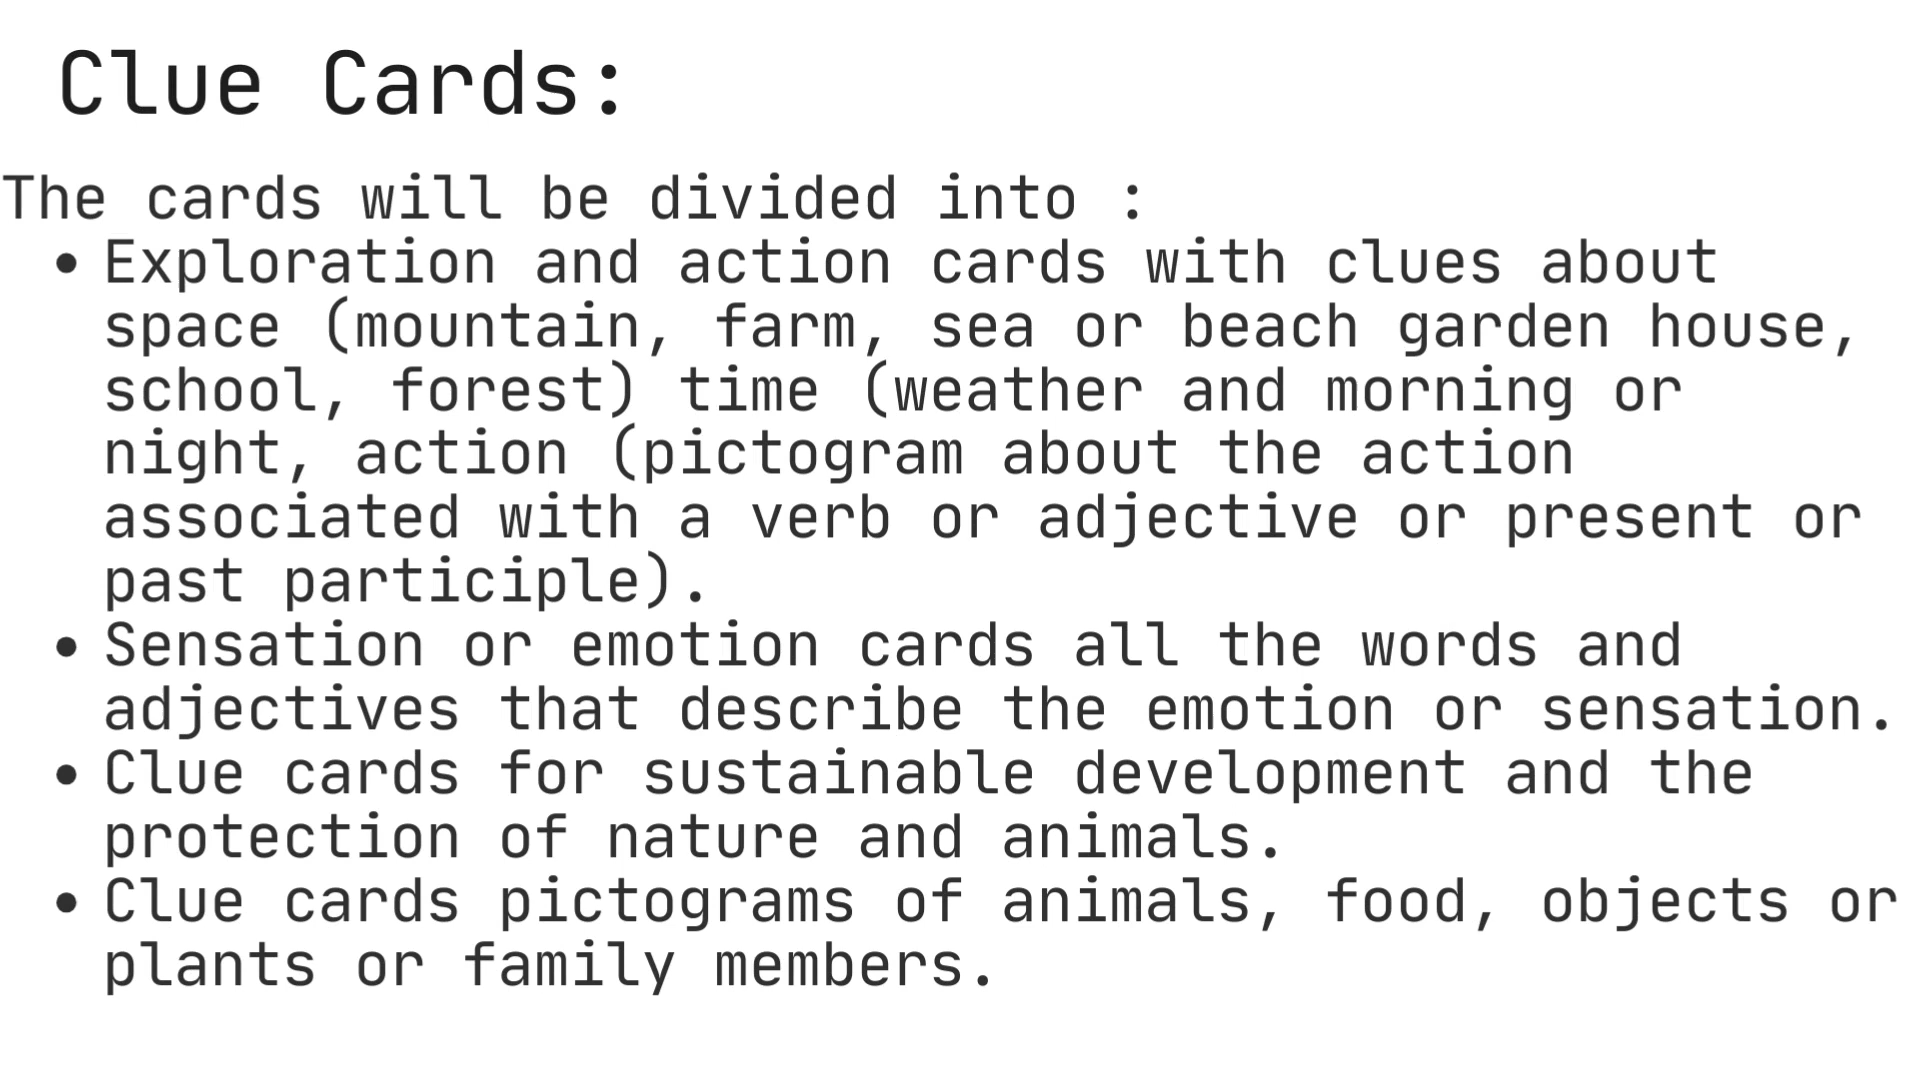 Clue Cards:
The cards will be divided into :
• Exploration and action cards with clues about
space (mountain, farm, sea or beach garden house,
school, forest) time (weather and morning or
night, action (pictogram about the action
associated with a verb or adjective or present or
past participle).
• Sensation or emotion cards all the words and
adjectives that describe the emotion or sensation.
• Clue cards for sustainable development and the
protection of nature and animals.
• Clue cards pictograms of animals, food, objects or
plants or family members.